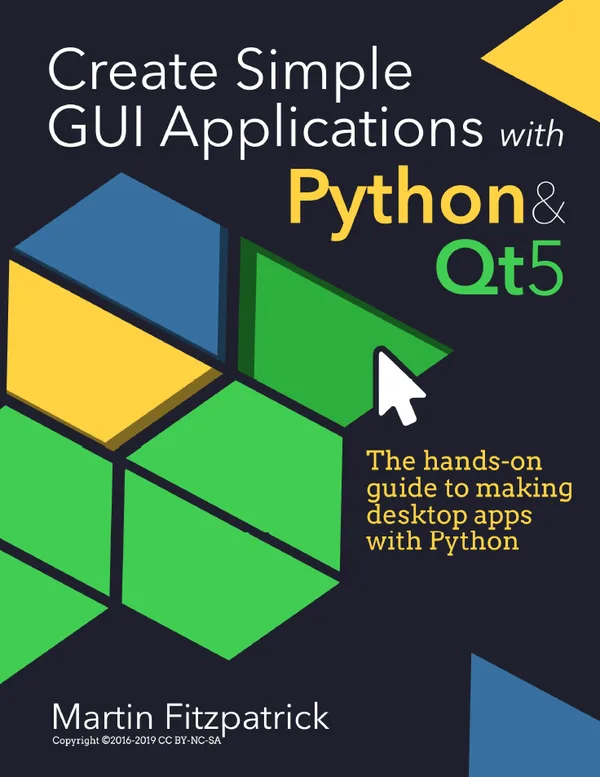 Create Simple
GUI Applications with
Python &
Qt5
The hands-on
guide to making
desktop apps
with Python
Martin Fitzpatrick
Copyright ©2016-2019 CC BY-NC-SA